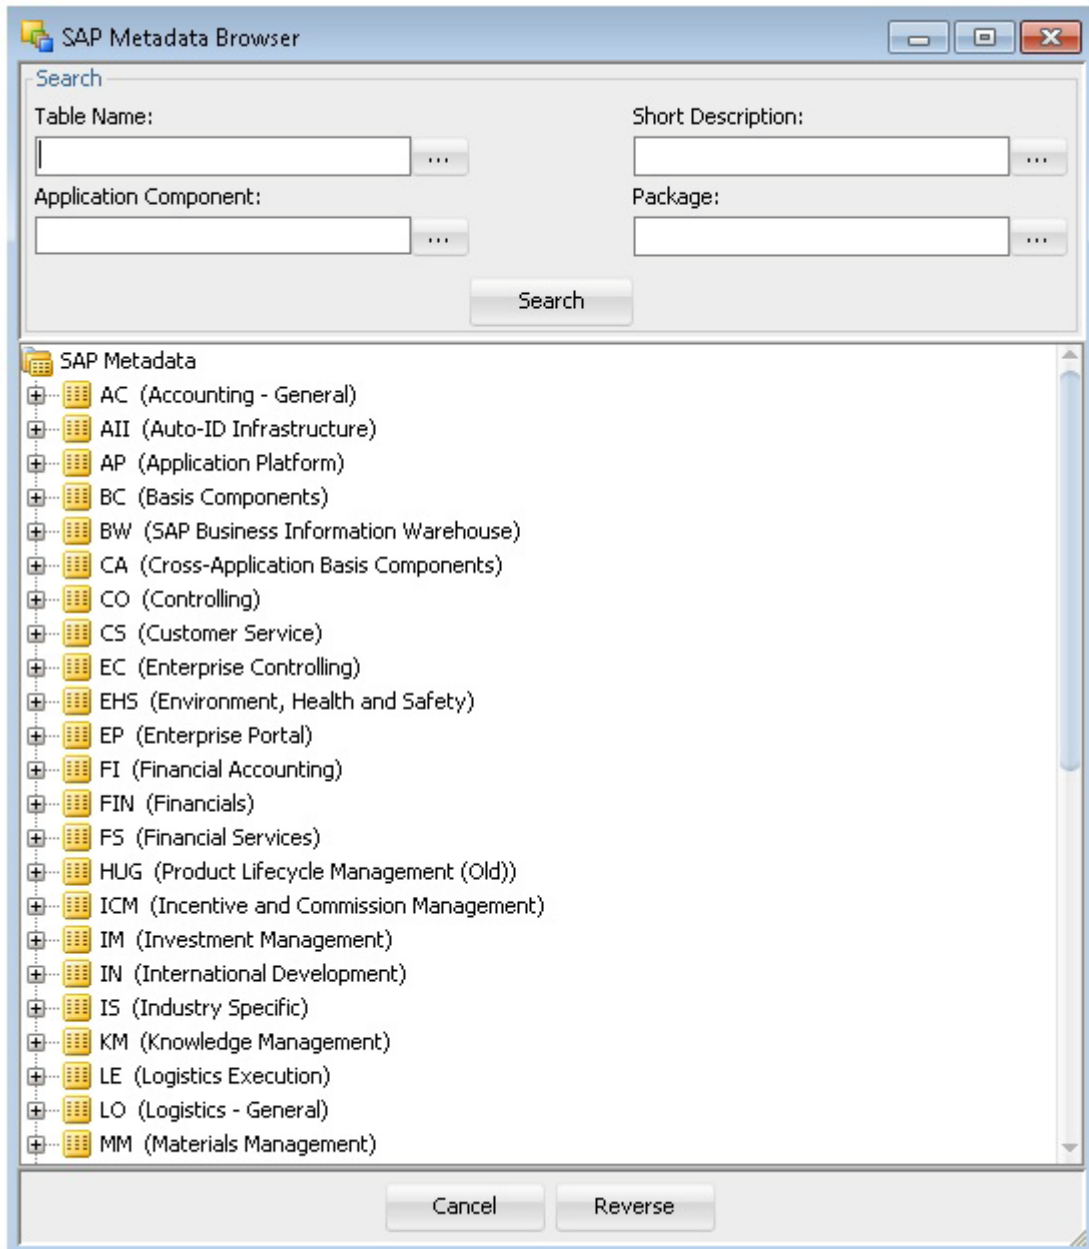 SAP Metadata Browser
Search
Table Name:
Short Description:
...
...
Application Component:
Package:
...
...
Search
SAP Metadata
AC (Accounting - General)
AII (Auto-ID Infrastructure)
AP (Application Platform)
BC (Basis Components)
BW (SAP Business Information Warehouse)
CA (Cross-Application Basis Components)
CO (Controlling)
CS (Customer Service)
EC (Enterprise Controlling)
EHS (Environment, Health and Safety)
EP (Enterprise Portal)
FI (Financial Accounting)
FIN (Financials)
FS (Financial Services)
HUG (Product Lifecycle Management (Old))
ICM (Incentive and Commission Management)
IM (Investment Management)
IN (International Development)
IS (Industry Specific)
KM (Knowledge Management)
LE (Logistics Execution)
LO (Logistics - General)
MM (Materials Management)
Cancel
Reverse